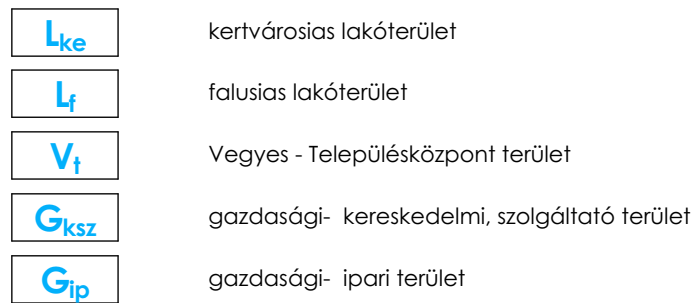 Lke kertvárosias lakóterület
Lf falusias lakóterület
Vt Vegyes - Településközpont terület
Gksz gazdasági- kereskedelmi, szolgáltató terület
Gip gazdasági- ipari terület